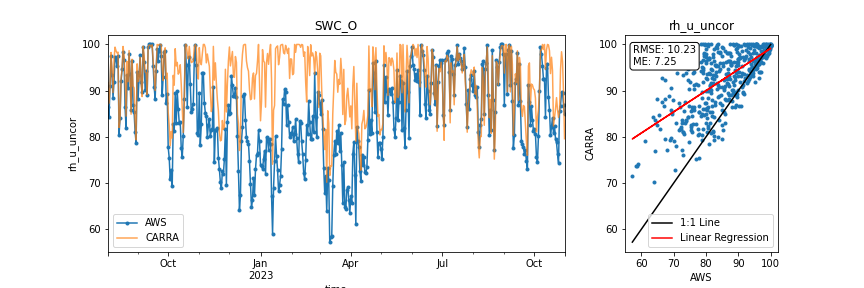 SWC_O
rh_u_uncor
100
90
80
70
60
AWS
CARRA
Oct
Jan
2023
Apr
Jul
Oct
time
rh_u_uncor
CARRA
100
90
80
70
60
RMSE: 10.23
ME: 7.25
1:1 Line
Linear Regression
60
70
80
90
100
AWS